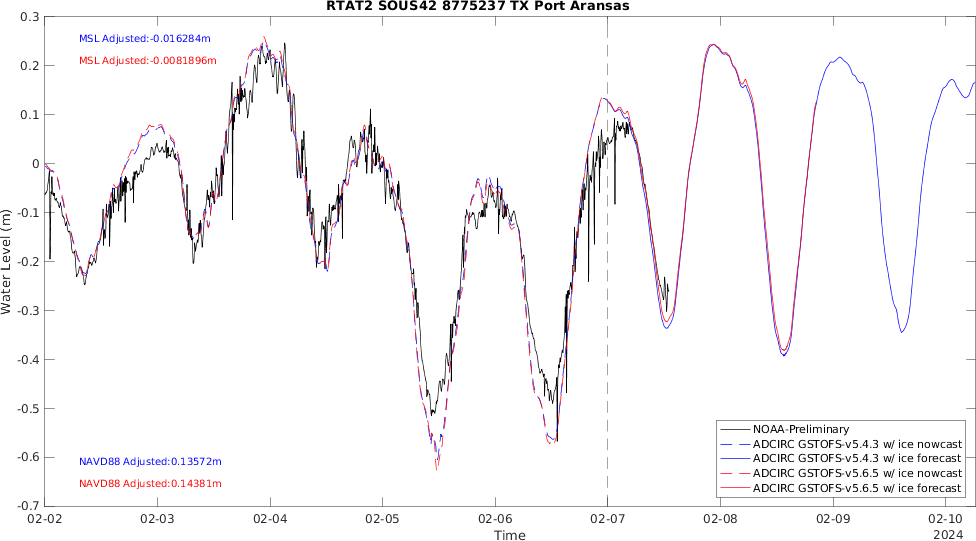 RTAT2 SOUS42 8775237 TX Port Aransas
0.3
0.2
0.1
0
-0.1
-0.2
-0.3
-0.4
-0.5
-0.6
-0.7
Water Level (m)
MSL Adjusted:-0.016284m
MSL Adjusted:-0.0081896m
NAVD88 Adjusted:0.13572m
NAVD88 Adjusted:0.14381m
NOAA-Preliminary
ADCIRC GSTOFS-v5.4.3 w/ ice nowcast
ADCIRC GSTOFS-v5.4.3 w/ ice forecast
ADCIRC GSTOFS-v5.6.5 w/ ice nowcast
ADCIRC GSTOFS-v5.6.5 w/ ice forecast
02-02 02-03 02-04 02-05 02-06 02-07 02-08 02-09 02-10
2024
Time